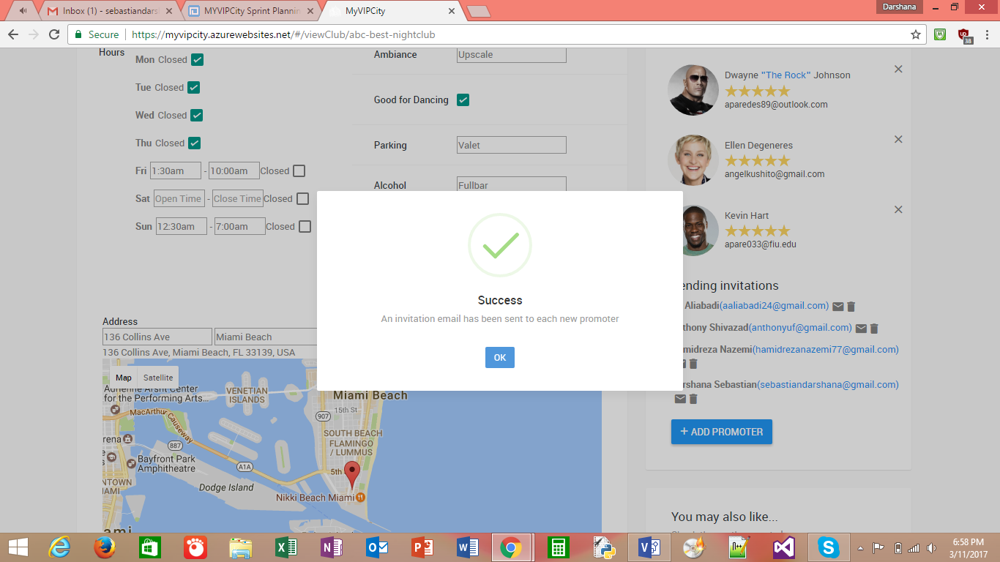 Inbox (1) - sebastiandars
MYVIPCity Sprint Plannin
MyVIPCity
Darshana
Secure
https://myvipcity.azurewebsites.net/#/viewClub/abc-best-nightclub
38
Hours
Mon Closed
Tue Closed
Wed Closed
Thu Closed
Fri 1:30am - 10:00am Closed
Sat Open Time - Close Time Closed
Sun 12:30am - 7:00am Closed
Ambiance Upscale
Good for Dancing
Parking Valet
Alcohol Fullbar
Dwayne "The Rock" Johnson
aparedes89@outlook.com
Ellen Degeneres
angelkushito@gmail.com
Kevin Hart
apare033@fiu.edu
Success
An invitation email has been sent to each new promoter
OK
ending invitations
Aliabadi(aaliabadi24@gmail.com)
thony Shivazad(anthonyuf@gmail.com)
midreza Nazemi(hamidrezanazemi77@gmail.com)
rshana Sebastian(sebastiandarshana@gmail.com)
+ ADD PROMOTER
You may also like...
Address
136 Collins Ave Miami Beach
136 Collins Ave, Miami Beach, FL 33139, USA
Map Satellite
Adrienne Arsht Center
for the Performing Arts...
VENETIAN
ISLANDS
Miami Beach
15th St
907
MacArthur Causeway
SOUTH BEACH
FLAMINGO
/ LUMMUS
rena
887
Bayfront Park
Amphitheatre
A1A
5th
NTOWN
IAMI
Dodge Island
Nikki Beach Miami
ami
6:58 PM
3/11/2017